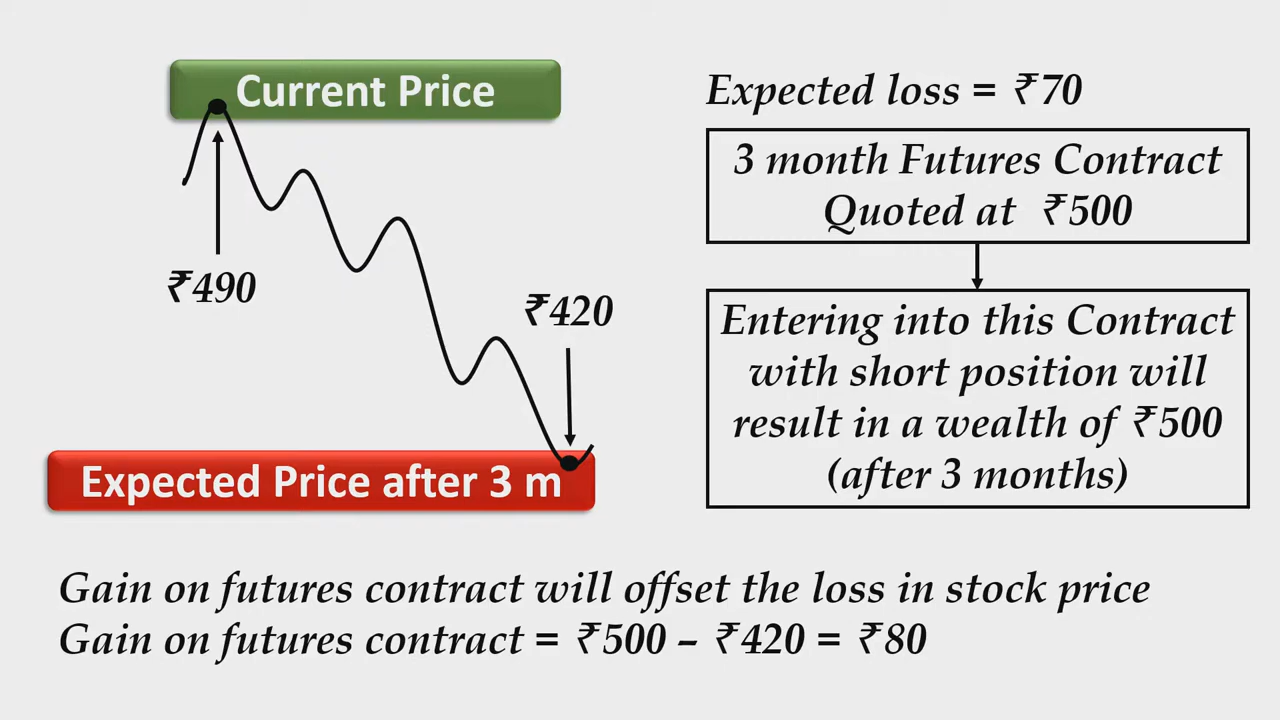 Current Price
₹490
₹420
Expected Price after 3 m
Expected loss = ₹70
3 month Futures Contract
Quoted at ₹500
Entering into this Contract
with short position will
result in a wealth of ₹500
(after 3 months)
Gain on futures contract will offset the loss in stock price
Gain on futures contract = ₹500 – ₹420 = ₹80